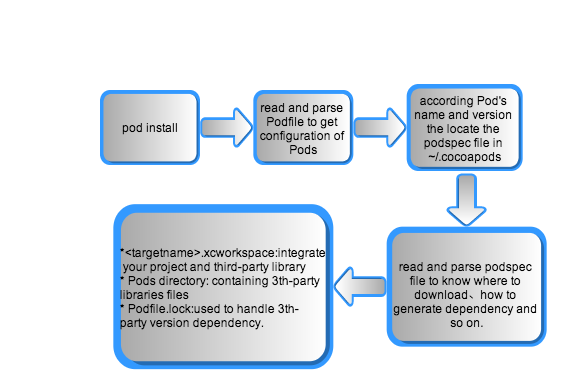 pod install
read and parse
Podfile to get
configuration of
Pods
according Pod's
name and version
the locate the
podspec file in
~/.cocoapods
read and parse podspec
file to know where to
download、how to
generate dependency and
so on.
*<targetname>.xcworkspace:integrate
your project and third-party library
* Pods directory: containing 3th-party
libraries files
* Podfile.lock:used to handle 3th-
party version dependency.